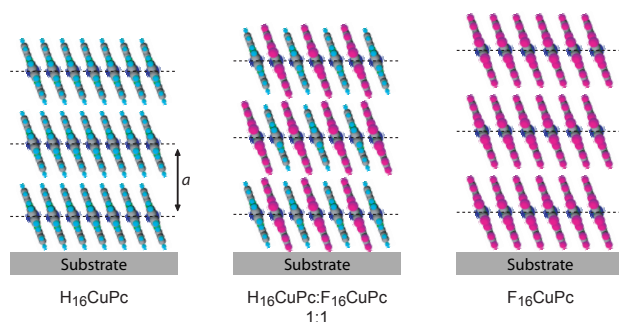 a
Substrate
Substrate
Substrate
H₁₆CuPc
H₁₆CuPc:F₁₆CuPc
1:1
F₁₆CuPc